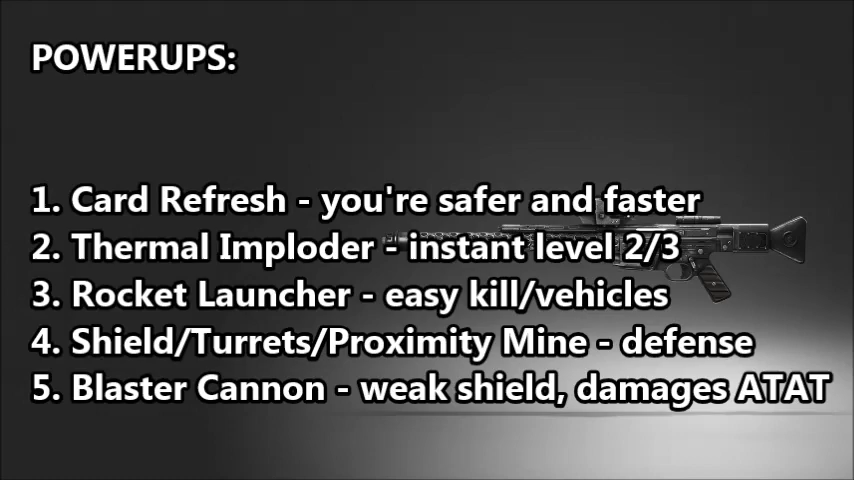 POWERUPS:
1. Card Refresh - you're safer and faster
2. Thermal Imploder - instant level 2/3
3. Rocket Launcher - easy kill/vehicles
4. Shield/Turrets/Proximity Mine - defense
5. Blaster Cannon - weak shield, damages ATAT